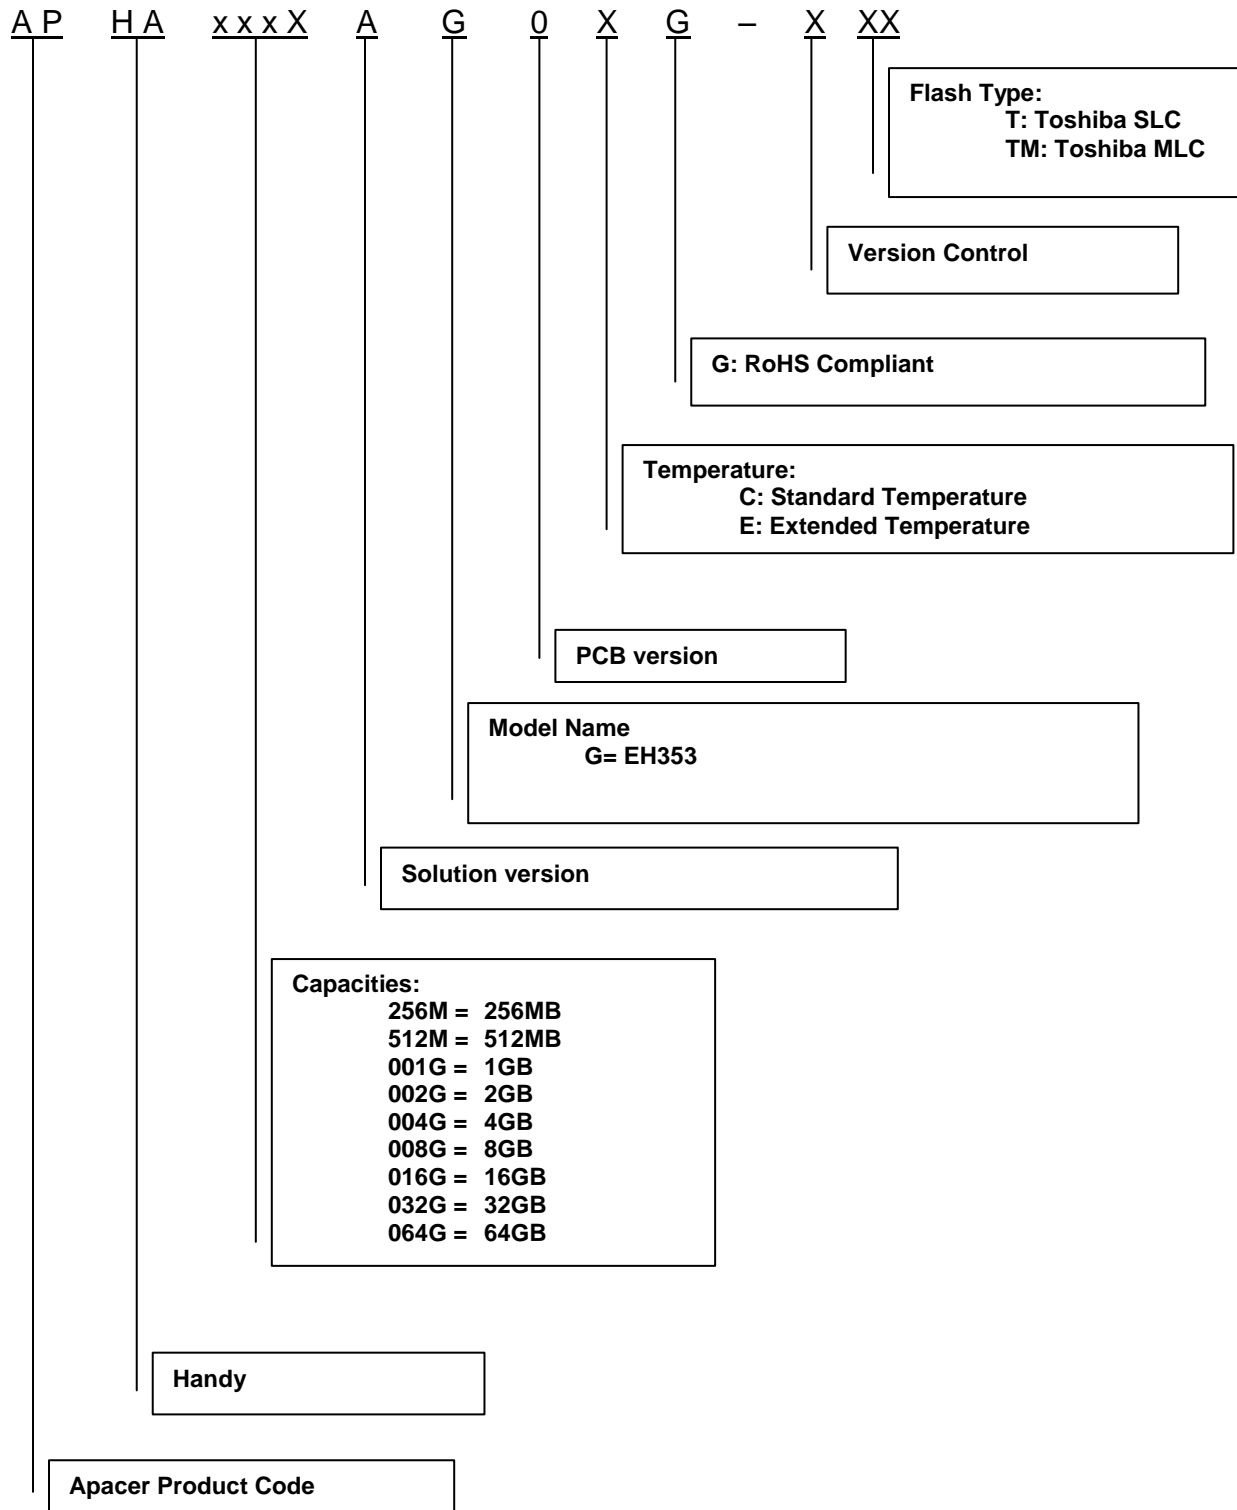 A P H A x x x X A G 0 X G – X XX
Flash Type:
T: Toshiba SLC
TM: Toshiba MLC
Version Control
G: RoHS Compliant
Temperature:
C: Standard Temperature
E: Extended Temperature
PCB version
Model Name
G= EH353
Solution version
Capacities:
256M = 256MB
512M = 512MB
001G = 1GB
002G = 2GB
004G = 4GB
008G = 8GB
016G = 16GB
032G = 32GB
064G = 64GB
Handy
Apacer Product Code